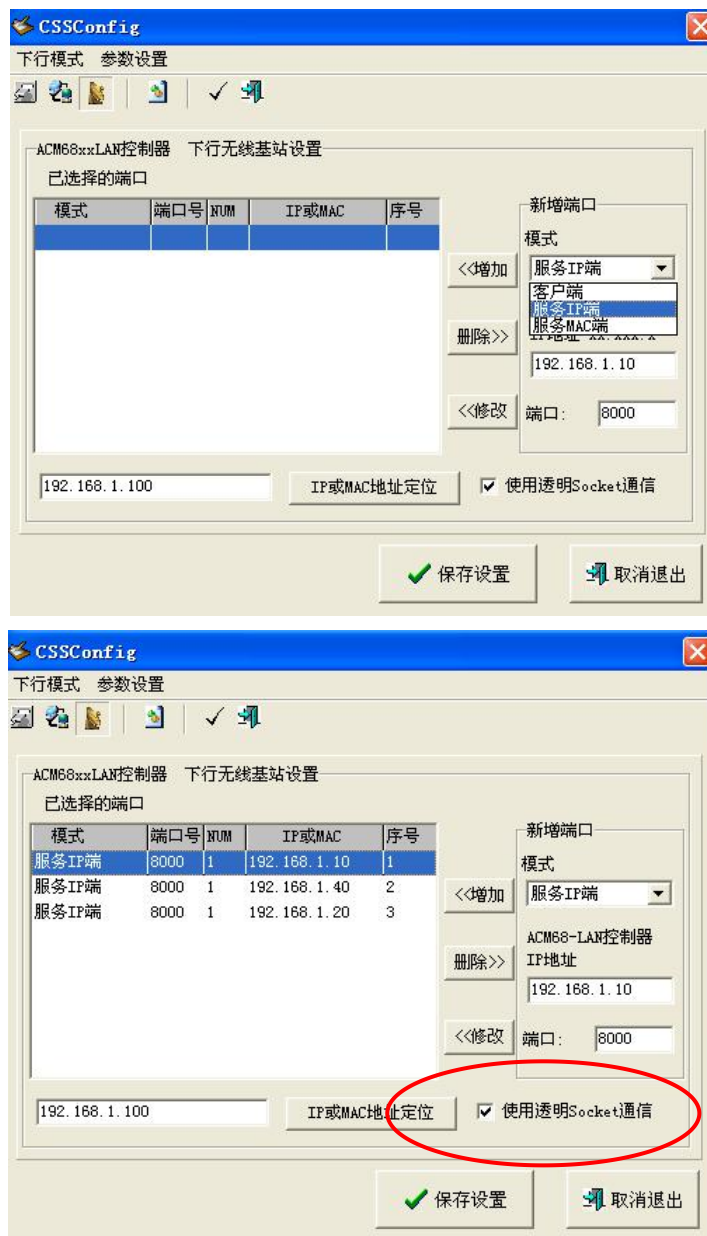 CSSConfig
下行模式 参数设置
ACM68xxLAN控制器 下行无线基站设置
已选择的端口
模式 端口号 NUM IP或MAC 序号
新增端口
模式
<<增加
服务IP端
客户端
服务IP端
服务MAC端
删除>>
192.168.1.10
<<修改
端口: 8000
192.168.1.100
IP或MAC地址定位
使用透明Socket通信
保存设置
取消退出
CSSConfig
下行模式 参数设置
ACM68xxLAN控制器 下行无线基站设置
已选择的端口
模式 端口号 NUM IP或MAC 序号
服务IP端 8000 1 192.168.1.10 1
服务IP端 8000 1 192.168.1.40 2
服务IP端 8000 1 192.168.1.20 3
新增端口
模式
<<增加
服务IP端
ACM68-LAN控制器
IP地址
删除>>
192.168.1.10
<<修改
端口: 8000
192.168.1.100
IP或MAC地址定位
使用透明Socket通信
保存设置
取消退出